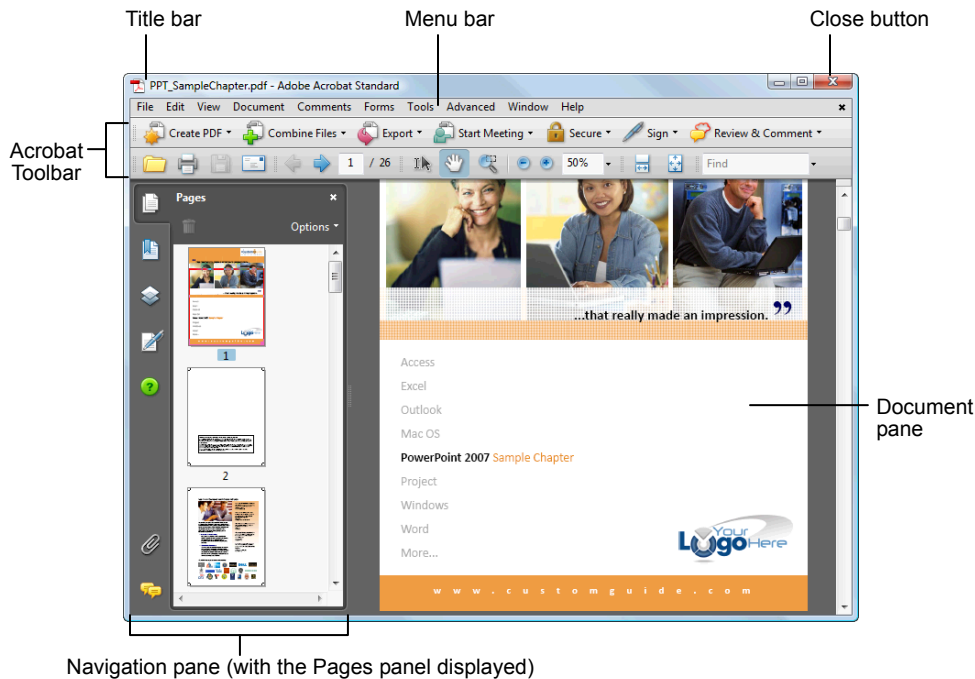 Title bar
Menu bar
Close button
PPT_SampleChapter.pdf - Adobe Acrobat Standard
File Edit View Document Comments Forms Tools Advanced Window Help
Create PDF Combine Files Export Start Meeting Secure Sign Review & Comment
1 / 26 50% Find
Acrobat
Toolbar
Pages
Options
1
2
...that really made an impression. ”
Access
Excel
Outlook
Mac OS
PowerPoint 2007 Sample Chapter
Project
Windows
Word
More...
Your
Logo Here
www.customguide.com
Document
pane
Navigation pane (with the Pages panel displayed)